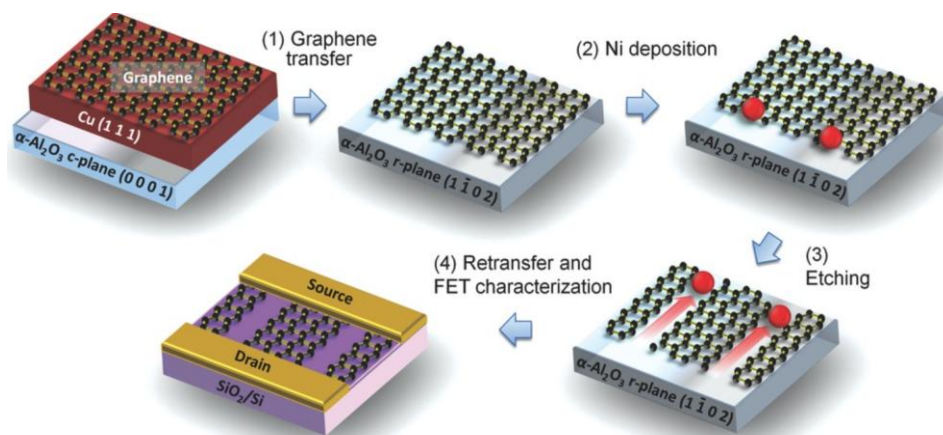 (1) Graphene
transfer
(2) Ni deposition
Graphene
Cu (1 1 1)
α-Al₂O₃ c-plane (0 0 0 1)
α-Al₂O₃ r-plane (1 1̄ 0 2)
α-Al₂O₃ r-plane (1 1̄ 0 2)
(3)
Etching
(4) Retransfer and
FET characterization
Source
Drain
SiO₂/Si
α-Al₂O₃ r-plane (1 1̄ 0 2)